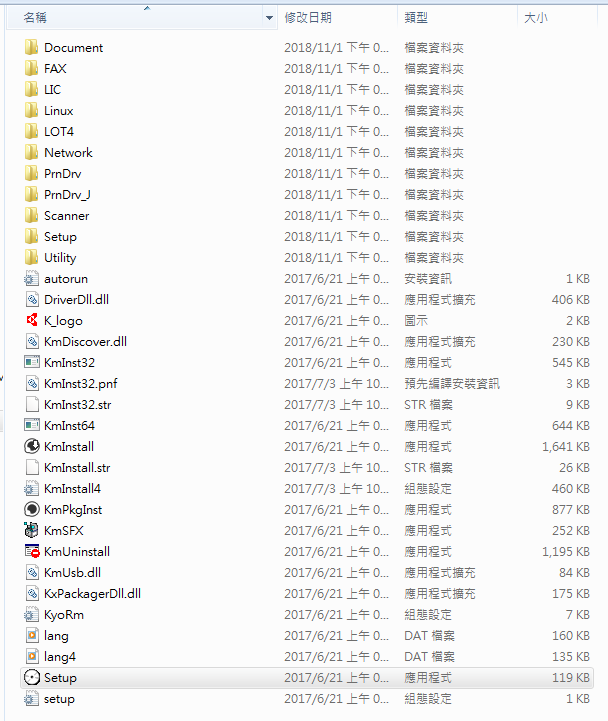 名稱 修改日期 類型 大小
Document 2018/11/1 下午 0... 檔案資料夾
FAX 2018/11/1 下午 0... 檔案資料夾
LIC 2018/11/1 下午 0... 檔案資料夾
Linux 2018/11/1 下午 0... 檔案資料夾
LOT4 2018/11/1 下午 0... 檔案資料夾
Network 2018/11/1 下午 0... 檔案資料夾
PrnDrv 2018/11/1 下午 0... 檔案資料夾
PrnDrv_J 2018/11/1 下午 0... 檔案資料夾
Scanner 2018/11/1 下午 0... 檔案資料夾
Setup 2018/11/1 下午 0... 檔案資料夾
Utility 2018/11/1 下午 0... 檔案資料夾
autorun 2017/6/21 上午 0... 安裝資訊 1 KB
DriverDll.dll 2017/6/21 上午 0... 應用程式擴充 406 KB
K_logo 2017/6/21 上午 0... 圖示 2 KB
KmDiscover.dll 2017/6/21 上午 0... 應用程式擴充 230 KB
KmInst32 2017/6/21 上午 0... 應用程式 545 KB
KmInst32.pnf 2017/7/3 上午 10... 預先編譯安裝資訊 3 KB
KmInst32.str 2017/7/3 上午 10... STR 檔案 9 KB
KmInst64 2017/6/21 上午 0... 應用程式 644 KB
KmInstall 2017/6/21 上午 0... 應用程式 1,641 KB
KmInstall.str 2017/7/3 上午 10... STR 檔案 26 KB
KmInstall4 2017/7/3 上午 10... 組態設定 460 KB
KmPkgInst 2017/6/21 上午 0... 應用程式 877 KB
KmSFX 2017/6/21 上午 0... 應用程式 252 KB
KmUninstall 2017/6/21 上午 0... 應用程式 1,195 KB
KmUsb.dll 2017/6/21 上午 0... 應用程式擴充 84 KB
KxPackagerDll.dll 2017/6/21 上午 0... 應用程式擴充 175 KB
KyoRm 2017/6/21 上午 0... 組態設定 7 KB
lang 2017/6/21 上午 0... DAT 檔案 160 KB
lang4 2017/6/21 上午 0... DAT 檔案 135 KB
Setup 2017/6/21 上午 0... 應用程式 119 KB
setup 2017/6/21 上午 0... 組態設定 1 KB